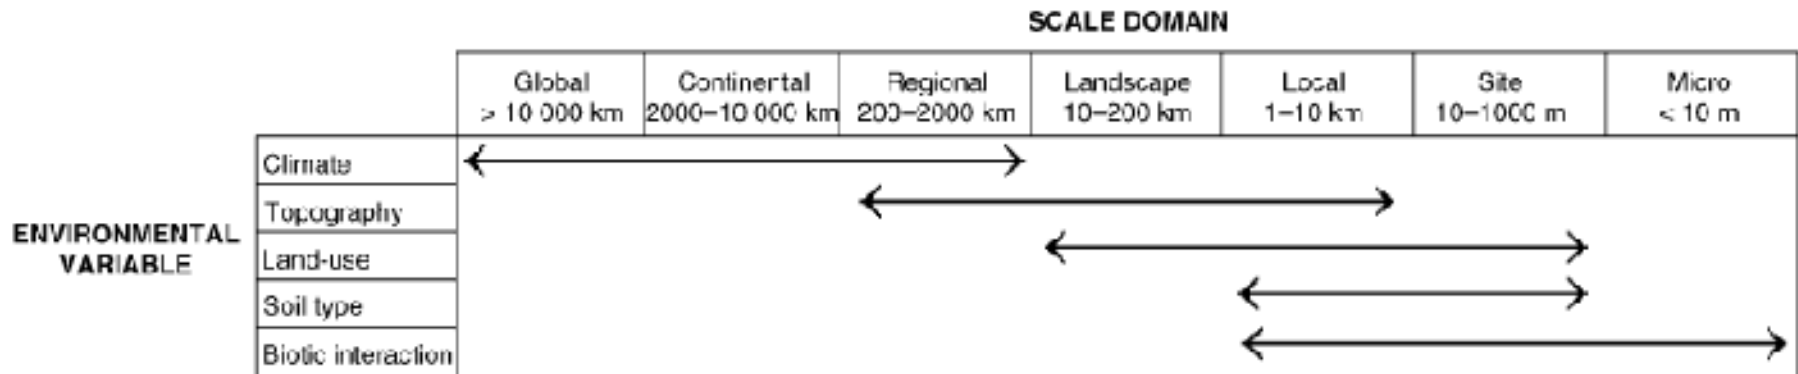 SCALE DOMAIN
Global Continental Regional Landscape Local Site Micro
> 10 000 km 2000–10 000 km 200–2000 km 10–200 km 1–10 km 10–1000 m < 10 m
Climate
Topography
ENVIRONMENTAL
VARIABLE
Land-use
Soil type
Biotic interaction